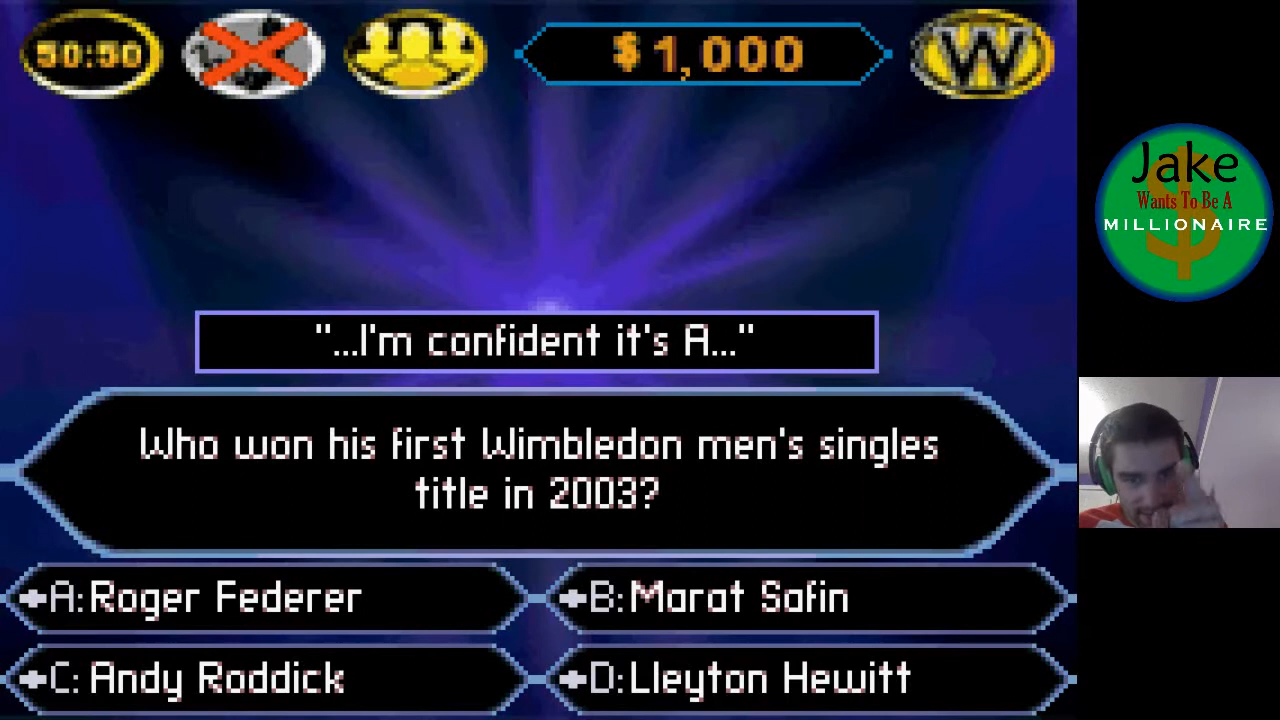 50:50
$1,000
W
Jake
Wants To Be A
MILLIONAIRE
"...I'm confident it's A..."
Who won his first Wimbledon men's singles
title in 2003?
A: Roger Federer
B: Marat Safin
C: Andy Roddick
D: Lleyton Hewitt